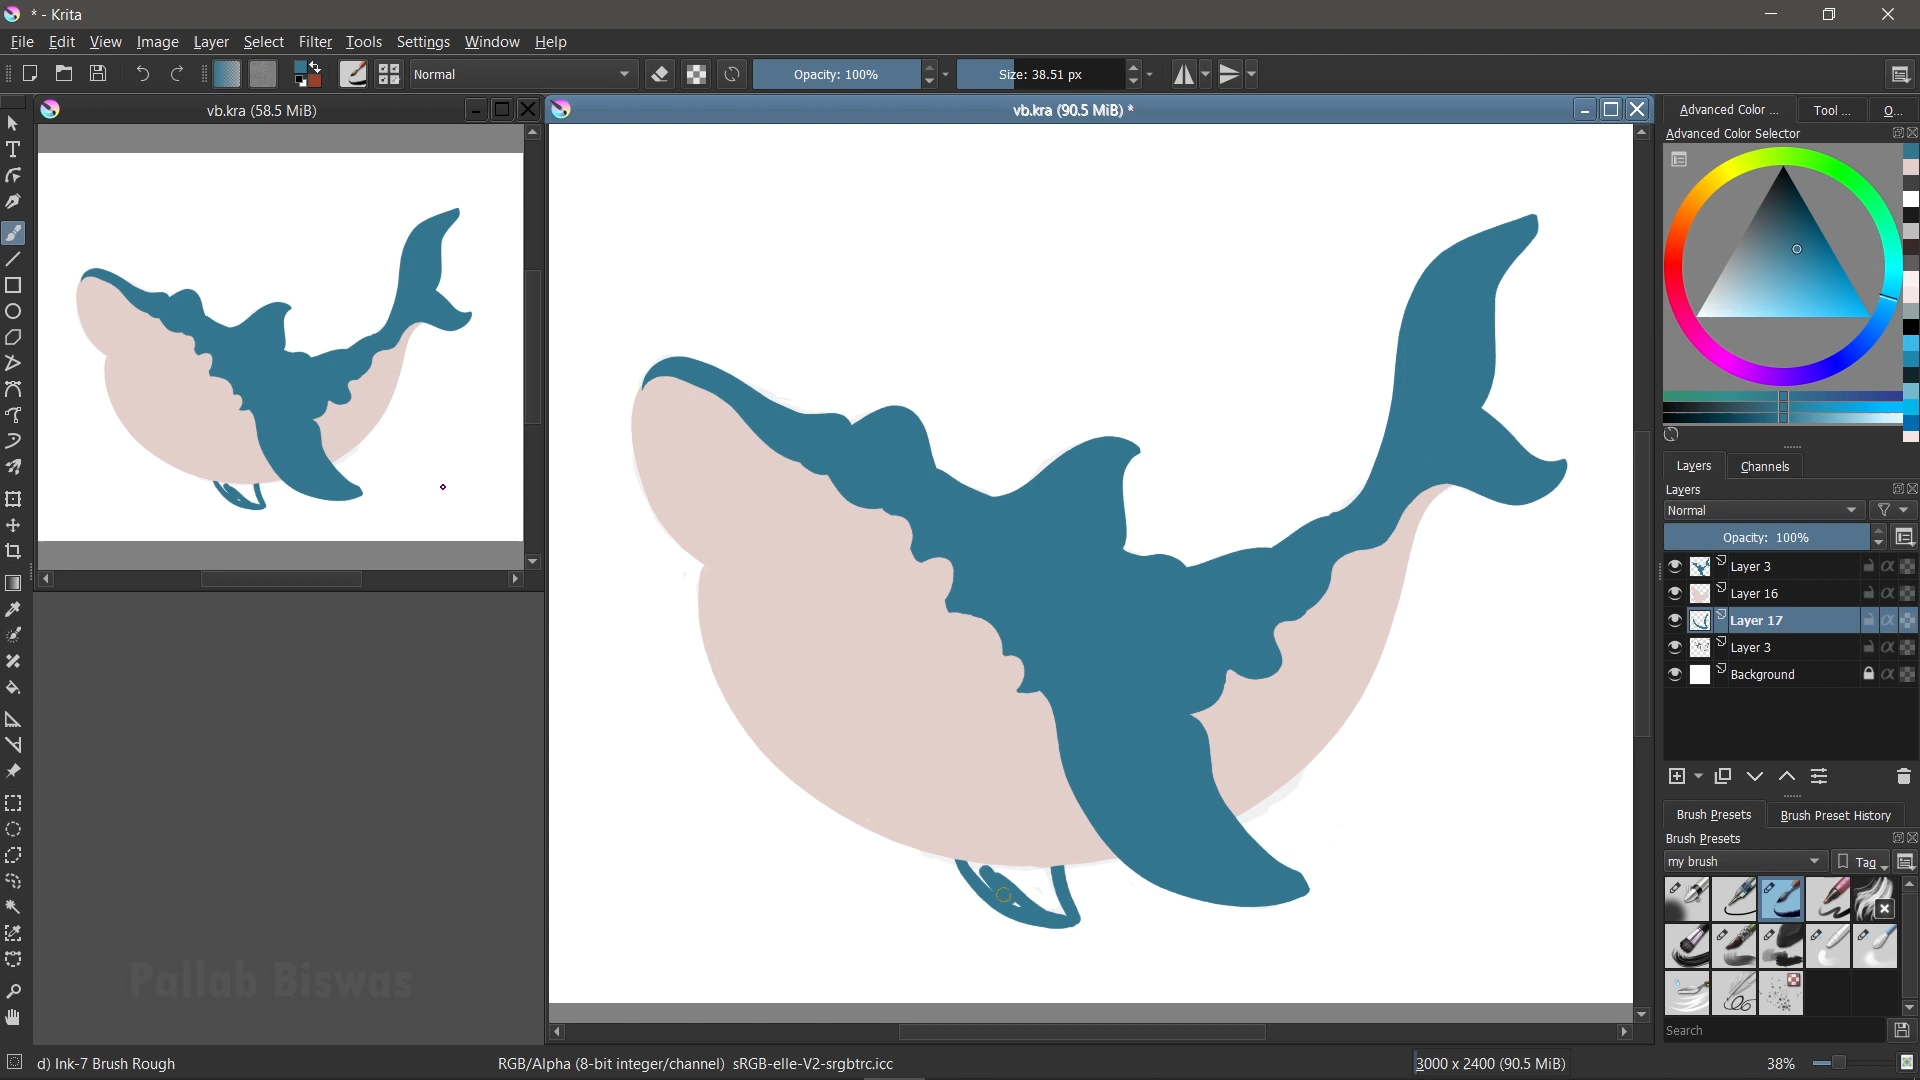 * - Krita
File Edit View Image Layer Select Filter Tools Settings Window Help
Normal
Opacity: 100%
Size: 38.51 px
vb.kra (58.5 MiB)
vb.kra (90.5 MiB) *
Advanced Color ...
Tool ...
O...
Advanced Color Selector
Layers
Channels
Layers
Normal
Opacity: 100%
Layer 3
Layer 16
Layer 17
Layer 3
Background
Brush Presets
Brush Preset History
Brush Presets
my brush
Tag
Search
Pallab Biswas
d) Ink-7 Brush Rough
RGB/Alpha (8-bit integer/channel) sRGB-elle-V2-srgbtrc.icc
3000 x 2400 (90.5 MiB)
38%